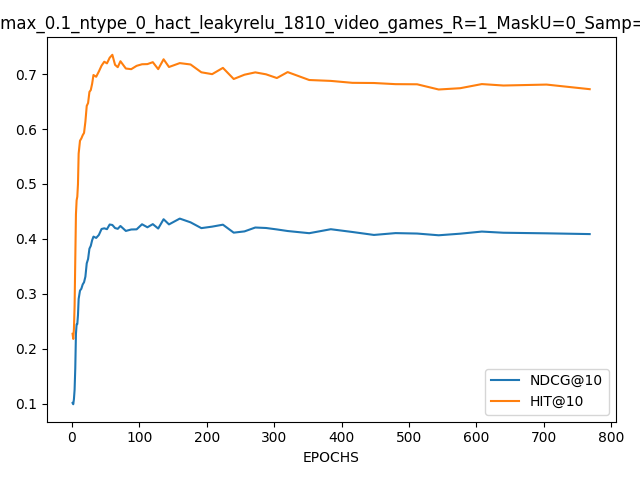 max_0.1_ntype_0_hact_leakyrelu_1810_video_games_R=1_MaskU=0_Samp=
0.7
0.6
0.5
0.4
0.3
0.2
0.1
NDCG@10
HIT@10
0 100 200 300 400 500 600 700 800
EPOCHS